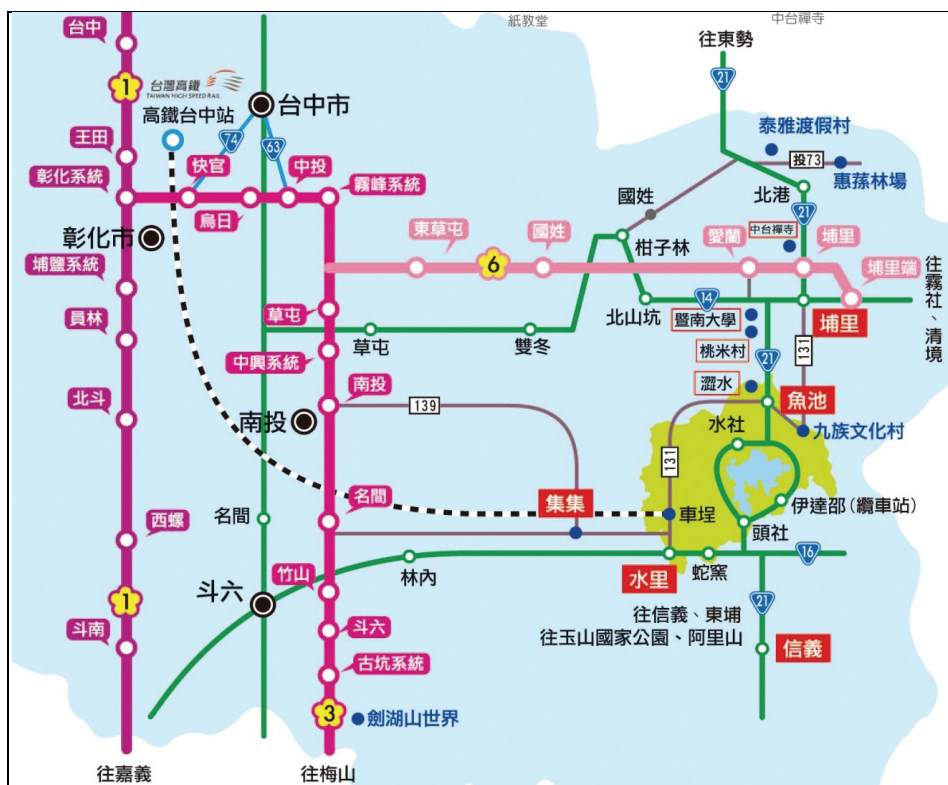 紙教堂
中台禪寺
台中
往東勢
21
1
台灣高鐵
TAIWAN HIGH SPEED RAIL
高鐵台中站
台中市
74
63
王田
快官
中投
彰化系統
霧峰系統
烏日
泰雅渡假村
投73
惠蓀林場
國姓
北港
彰化市
東草屯
國姓
柑子林
愛蘭
中台禪寺
21
埔里
埔鹽系統
6
埔里端
往霧社、清境
草屯
北山坑
14
埔里
員林
草屯
雙冬
暨南大學
中興系統
桃米村
21
131
北斗
南投
139
澀水
魚池
南投
水社
九族文化村
131
集集
伊達邵(纜車站)
西螺
名間
名間
車埕
頭社
竹山
林內
水里
蛇窯
16
1
斗六
斗南
斗六
往信義、東埔
往玉山國家公園、阿里山
21
信義
古坑系統
3
劍湖山世界
往嘉義
往梅山